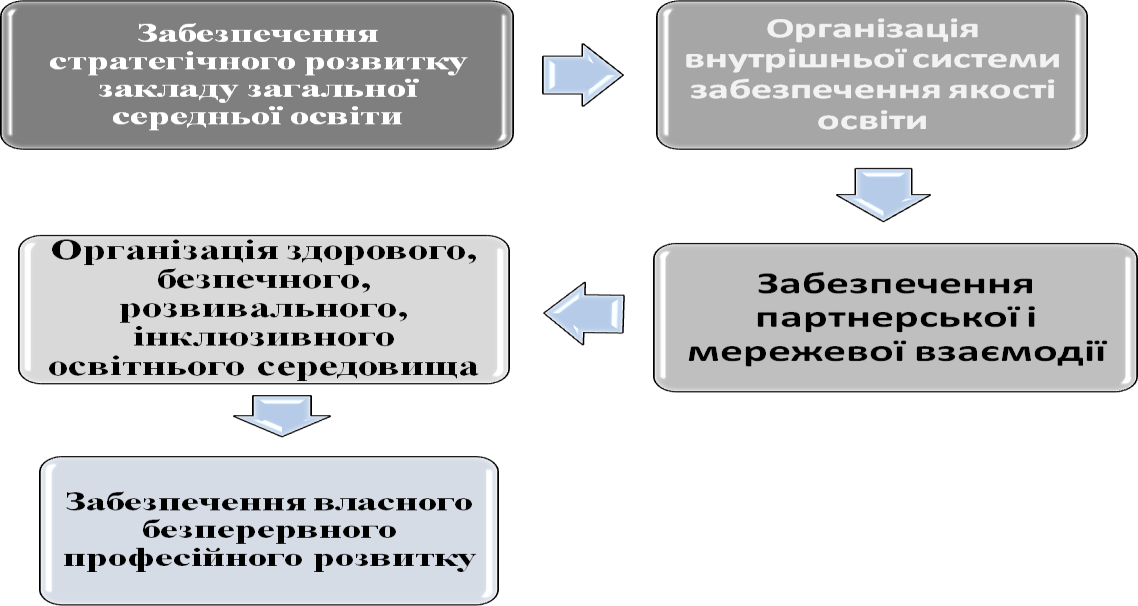 Забезпечення
стратегічного розвитку
закладу загальної
середньої освіти
Організація
внутрішньої системи
забезпечення якості
освіти
Забезпечення
партнерської і
мережевої взаємодії
Організація здорового,
безпечного,
розвивального,
інклюзивного
освітнього середовища
Забезпечення власного
безперервного
професійного розвитку